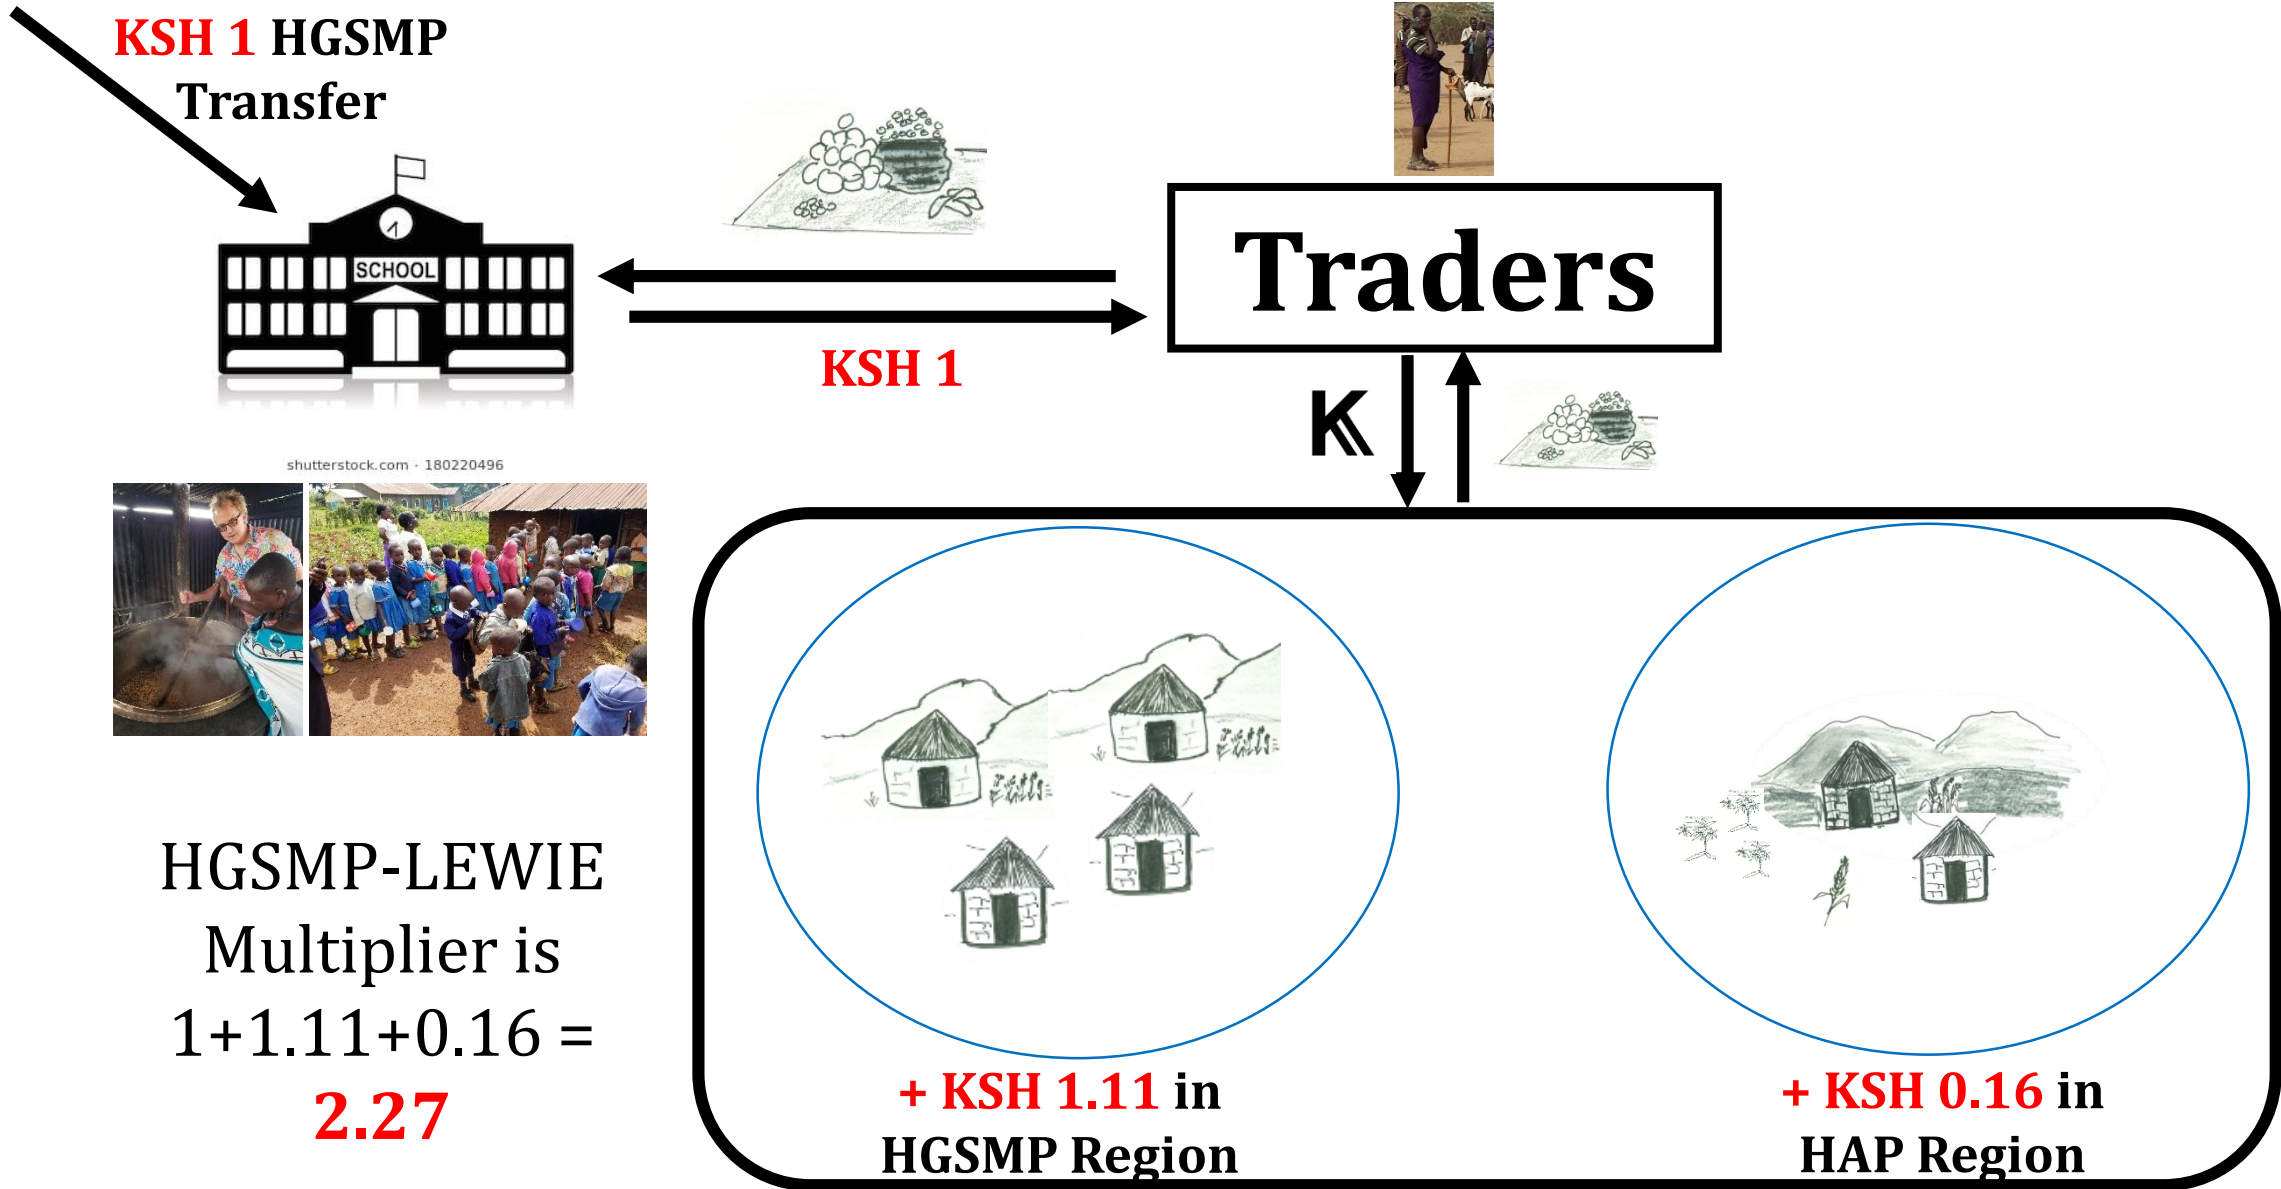 KSH 1 HGSMP
Transfer
SCHOOL
Traders
KSH 1
K
shutterstock.com · 180220496
HGSMP-LEWIE
Multiplier is
1+1.11+0.16 =
2.27
+ KSH 1.11 in
HGSMP Region
+ KSH 0.16 in
HAP Region